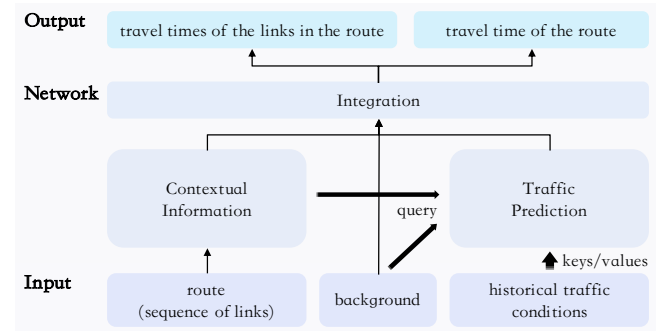 Output
travel times of the links in the route
travel time of the route
Network
Integration
Contextual
Information
query
Traffic
Prediction
keys/values
Input
route
(sequence of links)
background
historical traffic
conditions